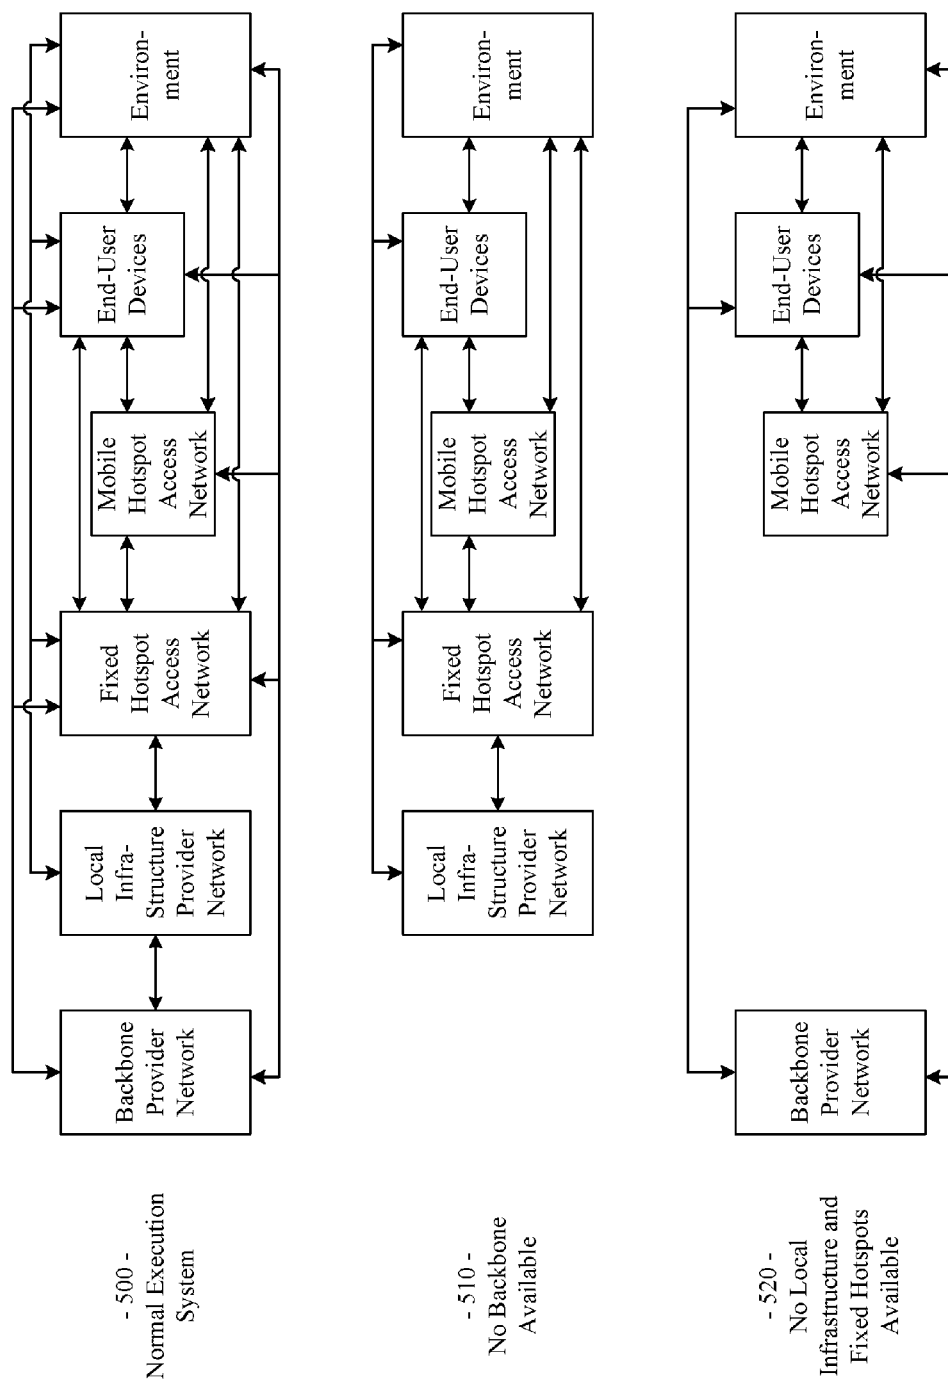 - 500 -
Normal Execution
System
Backbone
Provider
Network
Local
Infra-
Structure
Provider
Network
Fixed
Hotspot
Access
Network
Mobile
Hotspot
Access
Network
End-User
Devices
Environ-
ment
- 510 -
No Backbone
Available
Local
Infra-
Structure
Provider
Network
Fixed
Hotspot
Access
Network
Mobile
Hotspot
Access
Network
End-User
Devices
Environ-
ment
- 520 -
No Local
Infrastructure and
Fixed Hotspots
Available
Backbone
Provider
Network
Mobile
Hotspot
Access
Network
End-User
Devices
Environ-
ment